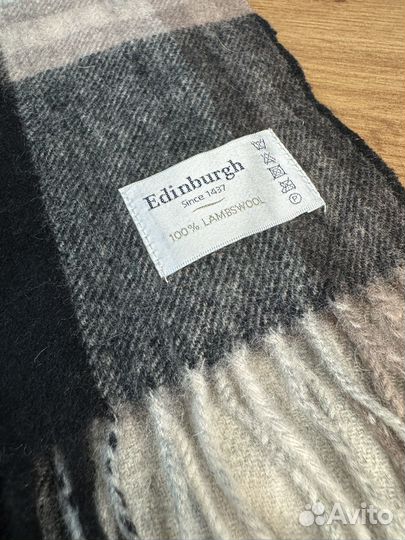 Edinburgh
Since 1437
100% LAMBSWOOL
P
Avito